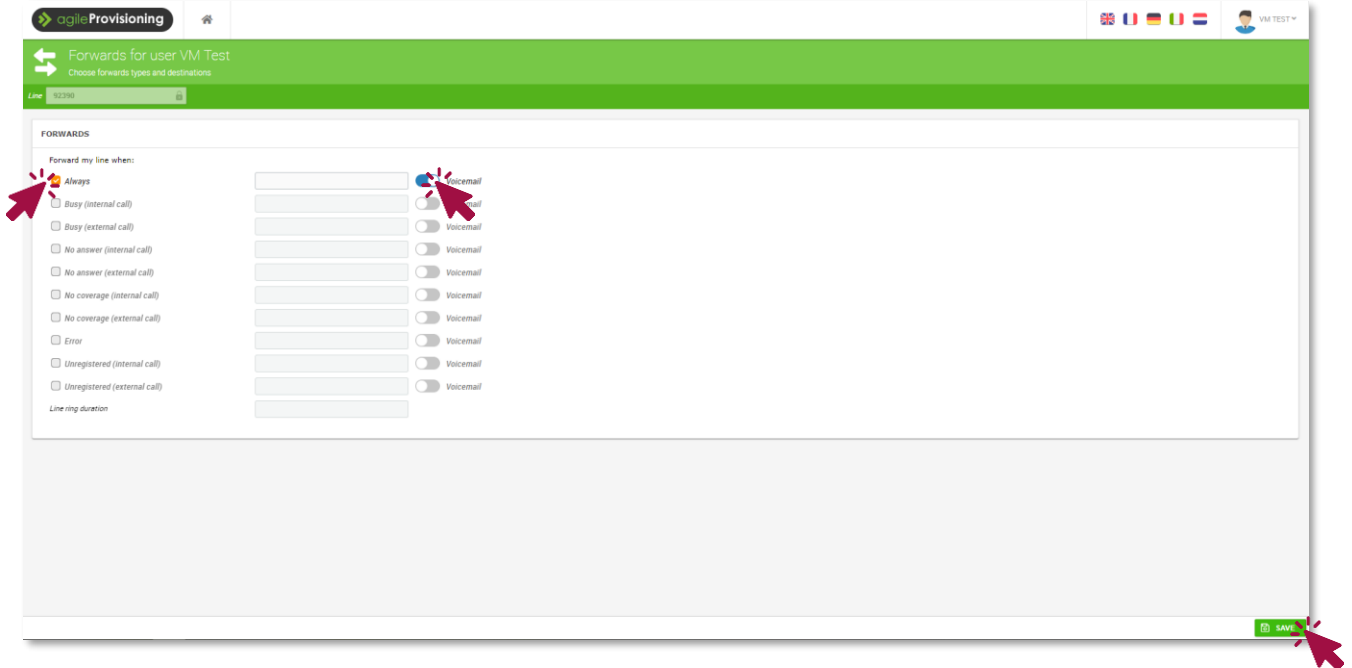 agileProvisioning
VM TEST
Forwards for user VM Test
Choose forwards types and destinations
Line 92390
FORWARDS
Forward my line when:
Always Voicemail
Busy (internal call)
Busy (external call) Voicemail
No answer (internal call) Voicemail
No answer (external call) Voicemail
No coverage (internal call) Voicemail
No coverage (external call) Voicemail
Error Voicemail
Unregistered (internal call) Voicemail
Unregistered (external call) Voicemail
Line ring duration
SAVE